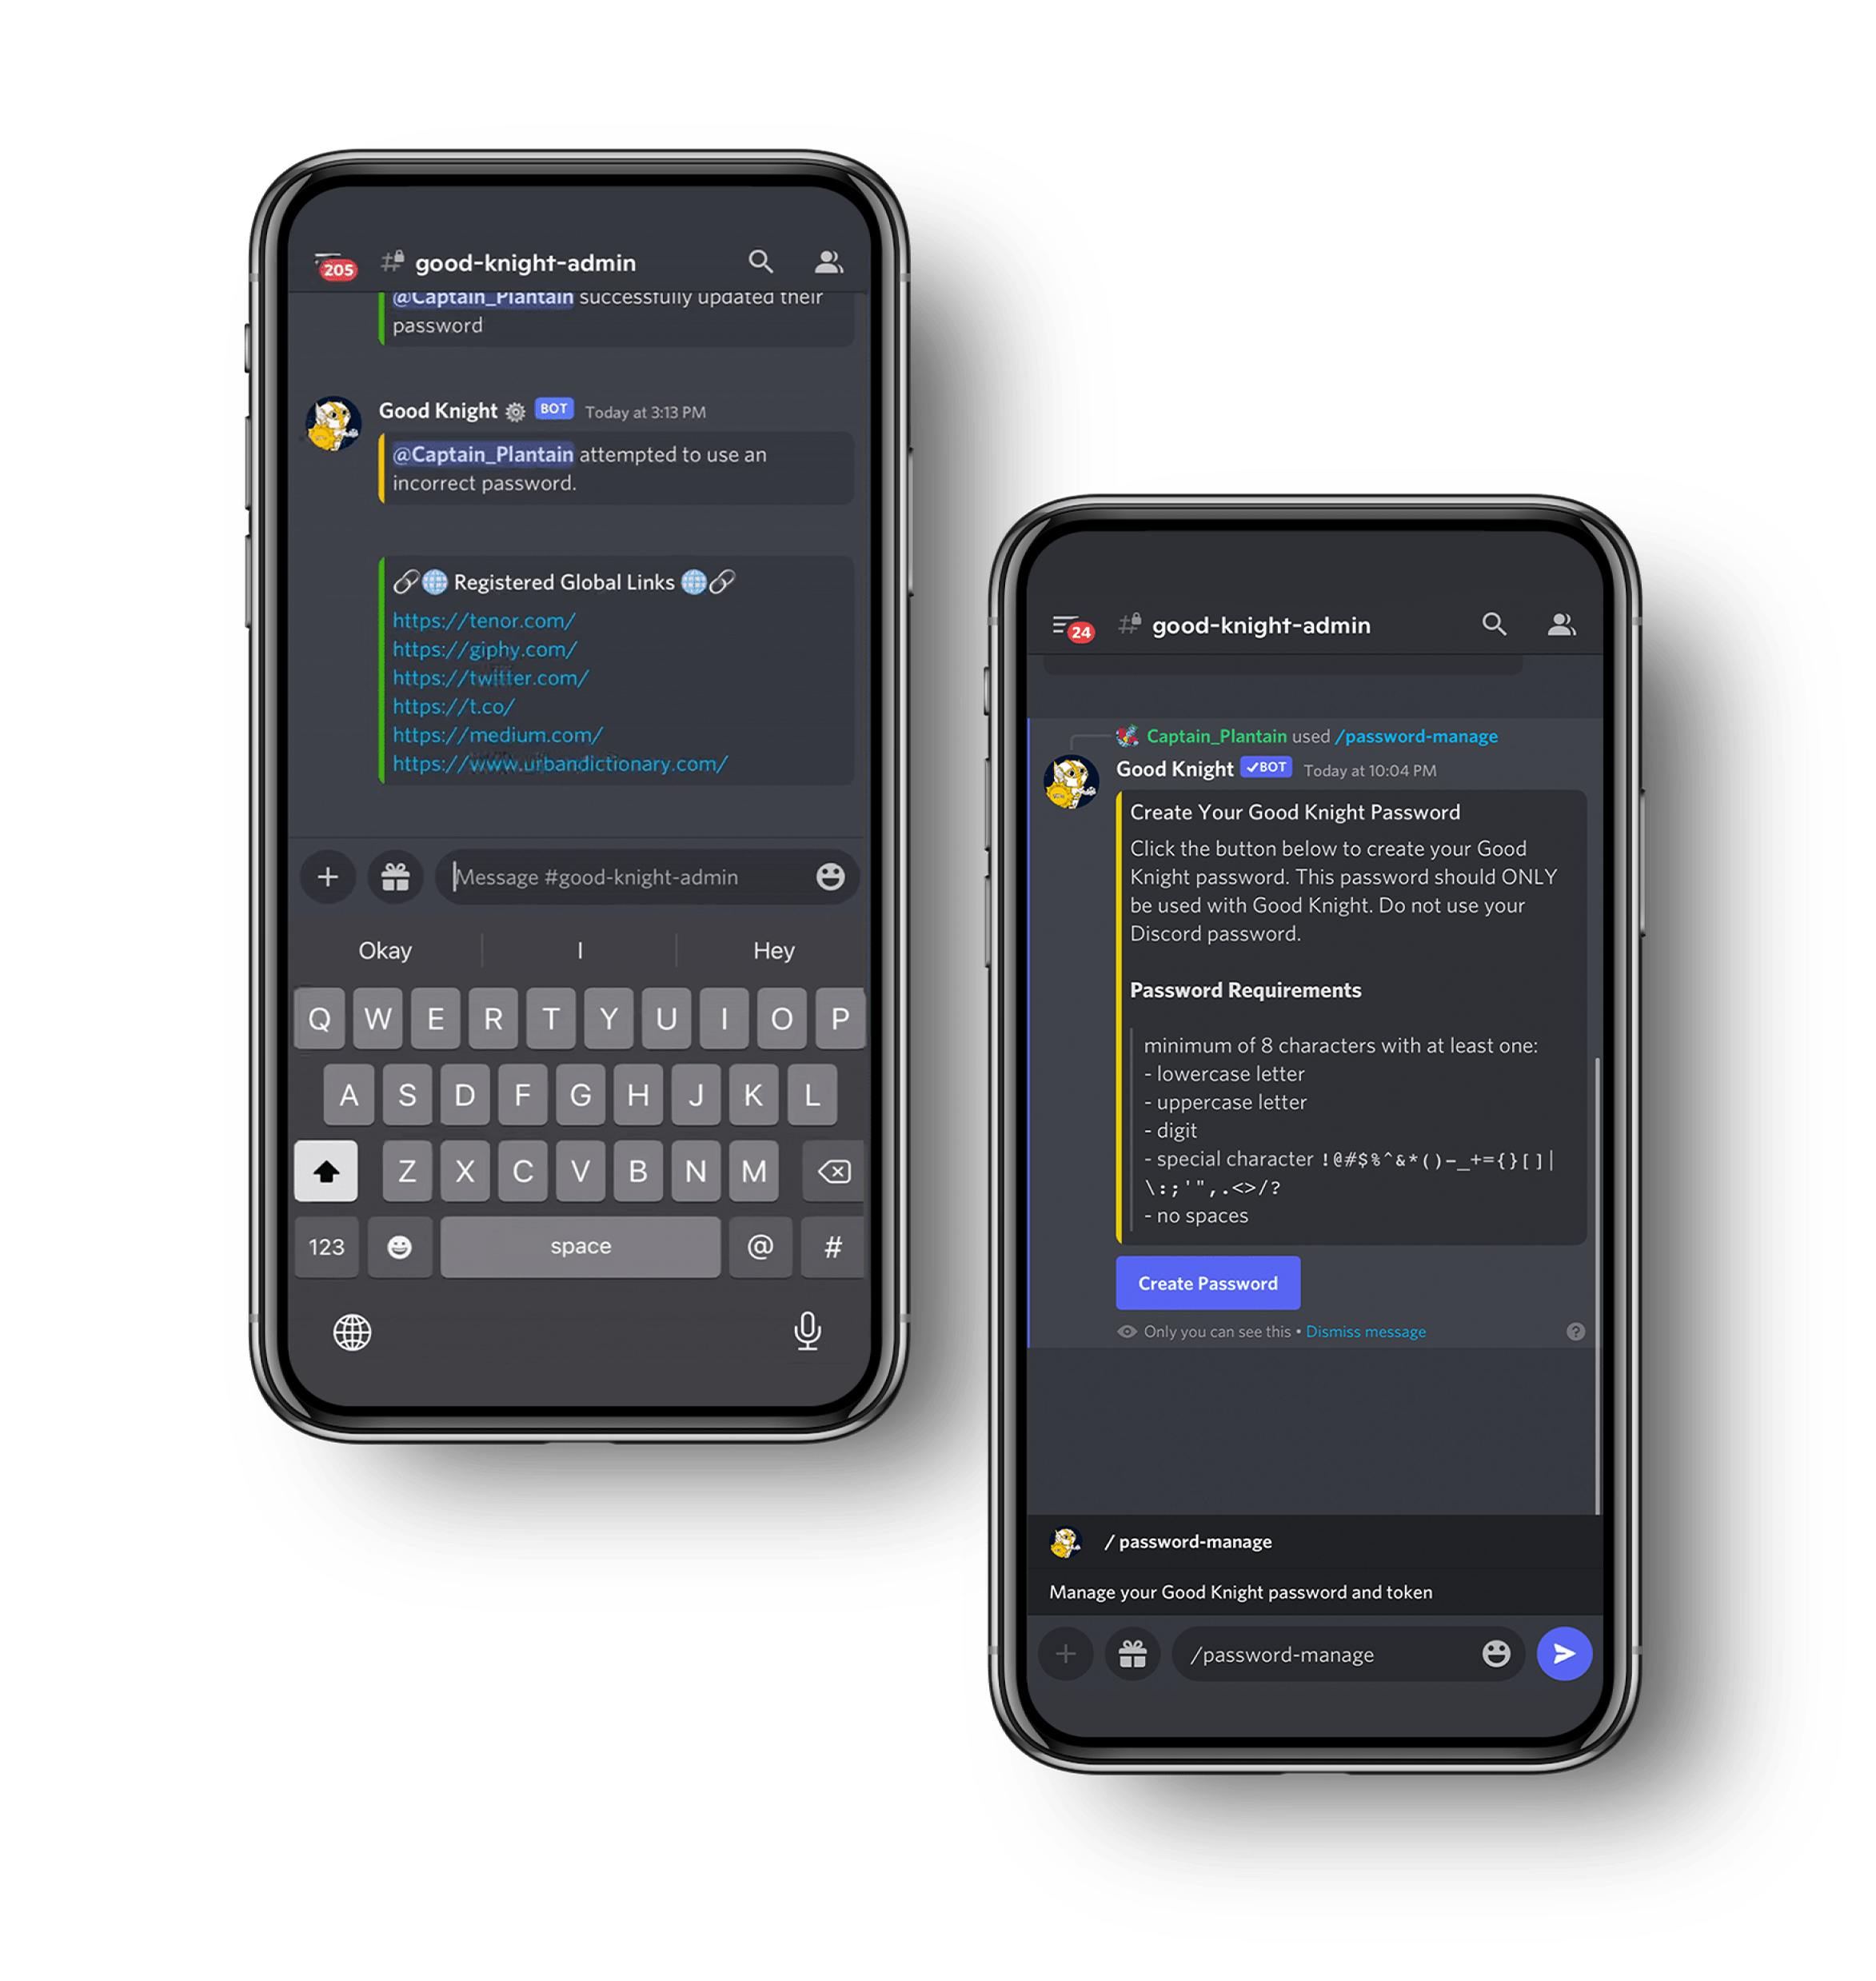 205
# good-knight-admin
@Captain_Plantain successfully updated their
password
Good Knight BOT Today at 3:13 PM
@Captain_Plantain attempted to use an
incorrect password.
Registered Global Links
https://tenor.com/
https://giphy.com/
https://twitter.com/
https://t.co/
https://medium.com/
https://www.urbandictionary.com/
+ Message #good-knight-admin
Okay I Hey
Q W E R T Y U I O P
A S D F G H J K L
Z X C V B N M
123 space @ #
24
# good-knight-admin
Captain_Plantain used /password-manage
Good Knight ✓BOT Today at 10:04 PM
Create Your Good Knight Password
Click the button below to create your Good
Knight password. This password should ONLY
be used with Good Knight. Do not use your
Discord password.
Password Requirements
minimum of 8 characters with at least one:
- lowercase letter
- uppercase letter
- digit
- special character !@#$%^&*()-_+={}[]|
\:;'",.<>/?
- no spaces
Create Password
Only you can see this • Dismiss message ?
/ password-manage
Manage your Good Knight password and token
+ /password-manage